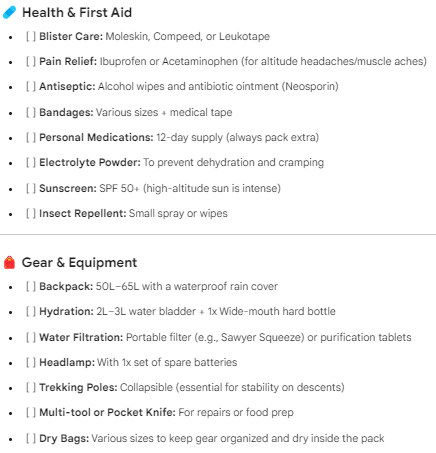 Health & First Aid
[ ] Blister Care: Moleskin, Compeed, or Leukotape
[ ] Pain Relief: Ibuprofen or Acetaminophen (for altitude headaches/muscle aches)
[ ] Antiseptic: Alcohol wipes and antibiotic ointment (Neosporin)
[ ] Bandages: Various sizes + medical tape
[ ] Personal Medications: 12-day supply (always pack extra)
[ ] Electrolyte Powder: To prevent dehydration and cramping
[ ] Sunscreen: SPF 50+ (high-altitude sun is intense)
[ ] Insect Repellent: Small spray or wipes
Gear & Equipment
[ ] Backpack: 50L–65L with a waterproof rain cover
[ ] Hydration: 2L–3L water bladder + 1x Wide-mouth hard bottle
[ ] Water Filtration: Portable filter (e.g., Sawyer Squeeze) or purification tablets
[ ] Headlamp: With 1x set of spare batteries
[ ] Trekking Poles: Collapsible (essential for stability on descents)
[ ] Multi-tool or Pocket Knife: For repairs or food prep
[ ] Dry Bags: Various sizes to keep gear organized and dry inside the pack